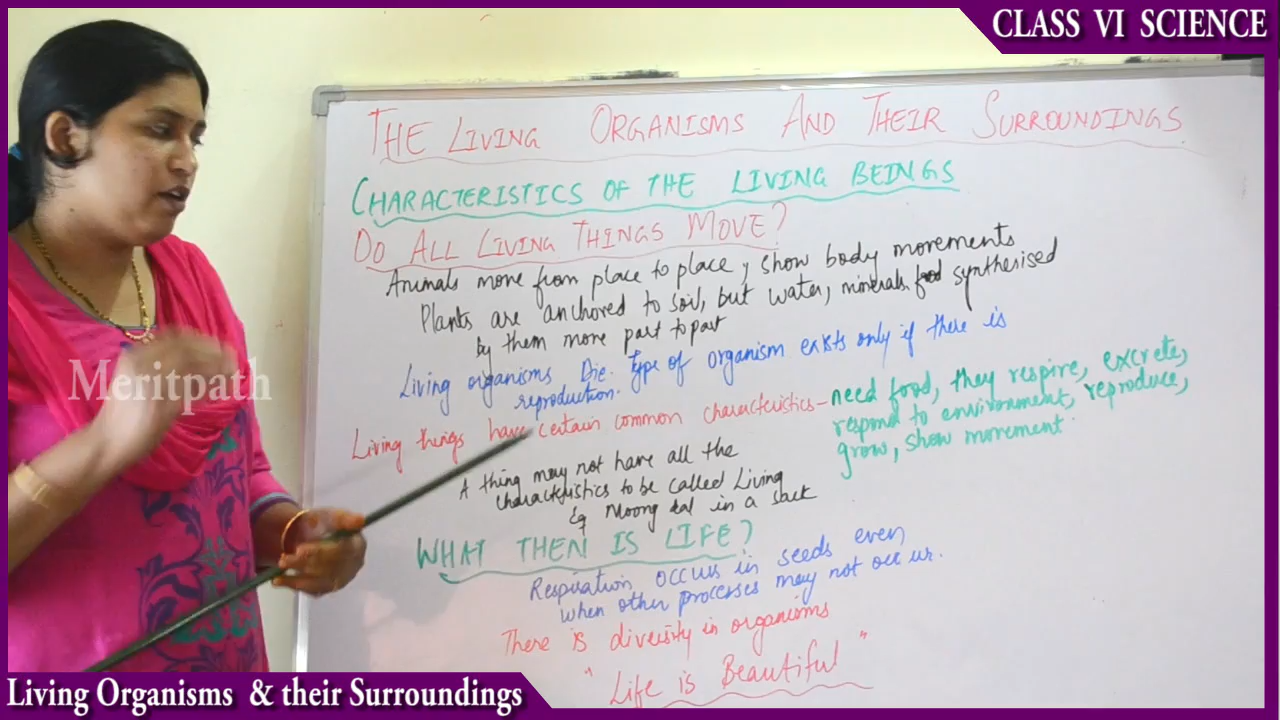 CLASS VI SCIENCE
THE LIVING ORGANISMS AND THEIR SURROUNDINGS
CHARACTERISTICS OF THE LIVING BEINGS
DO ALL LIVING THINGS MOVE?
Animals move from place to place, show body movements
Plants are anchored to soil, but water, minerals, food synthesised
by them move part to part
Living organisms Die. Type of organism exists only if there is
reproduction.
Living things have certain common characteristics - need food, they respire, excrete,
respond to environment, reproduce,
grow, show movement.
A thing may not have all the
characteristics to be called Living
Eg Moong dal in a sack
WHAT THEN IS LIFE?
Respiration occurs in seeds even
when other processes may not occur.
There is diversity in organisms
"Life is Beautiful"
Meritpath
Living Organisms & their Surroundings